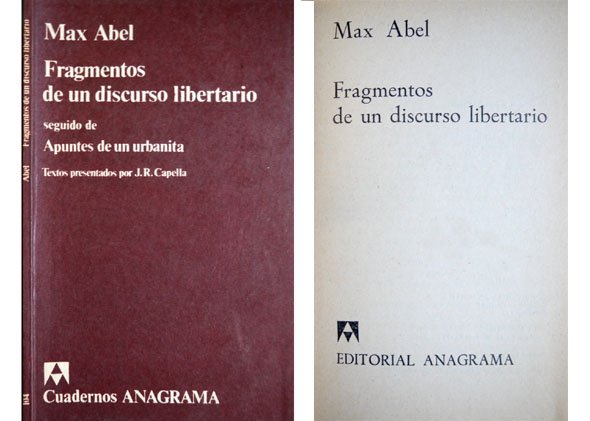 Abel Fragmentos de un discurso libertario
104
Max Abel
Fragmentos
de un discurso libertario
seguido de
Apuntes de un urbanita
Textos presentados por J. R. Capella
Cuadernos ANAGRAMA
Max Abel
Fragmentos
de un discurso libertario
EDITORIAL ANAGRAMA